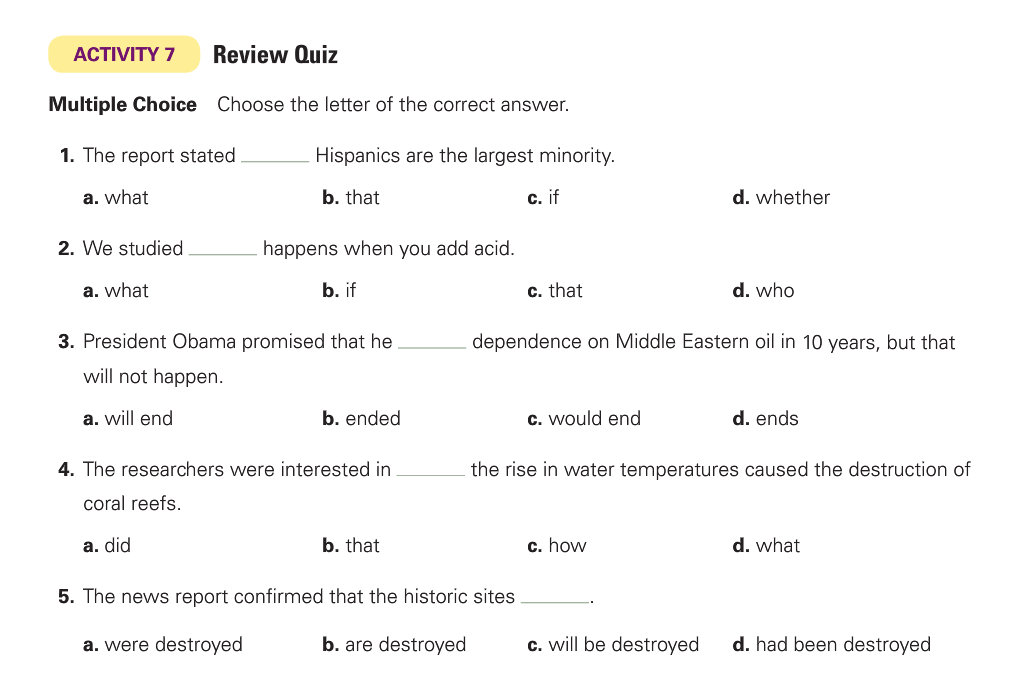 ACTIVITY 7 Review Quiz
Multiple Choice Choose the letter of the correct answer.
1. The report stated ______ Hispanics are the largest minority.
a. what b. that c. if d. whether
2. We studied ______ happens when you add acid.
a. what b. if c. that d. who
3. President Obama promised that he ______ dependence on Middle Eastern oil in 10 years, but that
will not happen.
a. will end b. ended c. would end d. ends
4. The researchers were interested in ______ the rise in water temperatures caused the destruction of
coral reefs.
a. did b. that c. how d. what
5. The news report confirmed that the historic sites ______.
a. were destroyed b. are destroyed c. will be destroyed d. had been destroyed